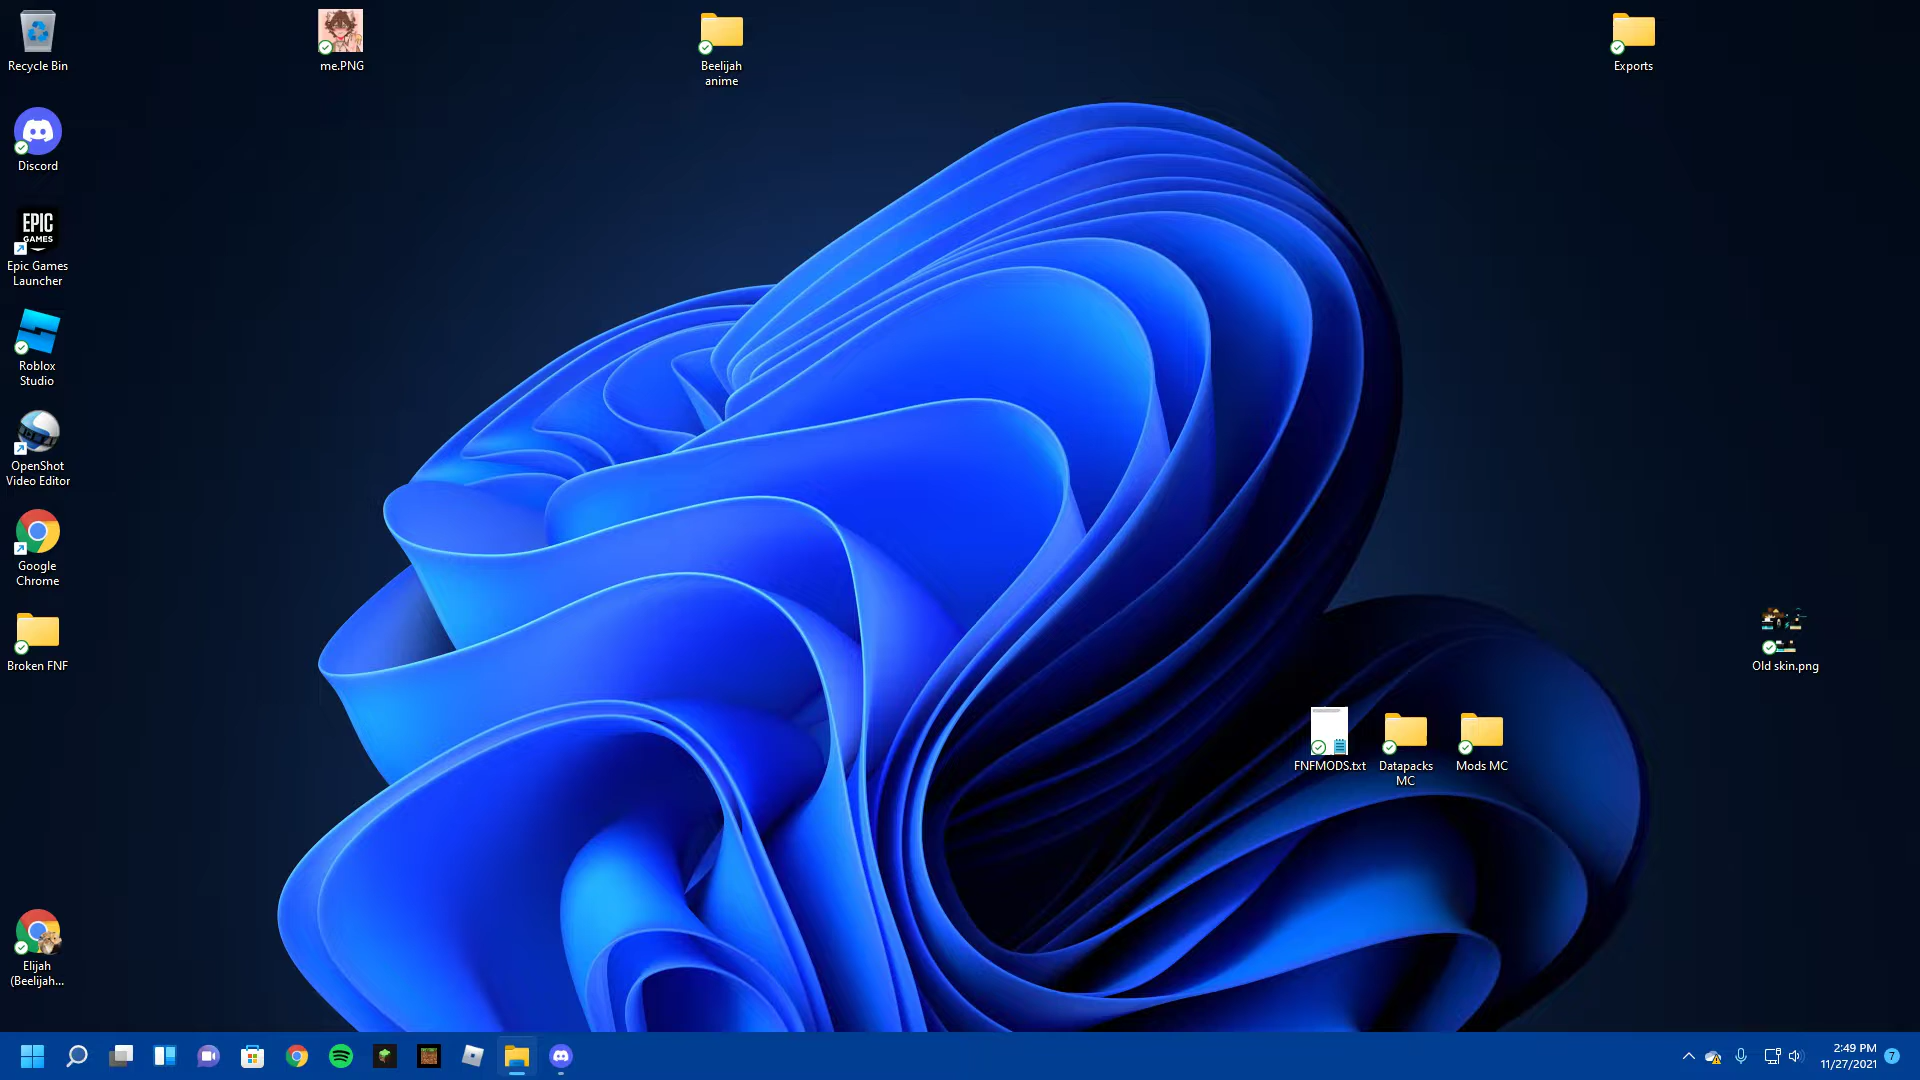 Recycle Bin
me.PNG
Beelijah
anime
Exports
Discord
EPIC
GAMES
Epic Games
Launcher
Roblox
Studio
OpenShot
Video Editor
Google
Chrome
Broken FNF
Old skin.png
FNFMODS.txt
Datapacks
MC
Mods MC
Elijah
(Beelijah...
2:49 PM
11/27/2021
7